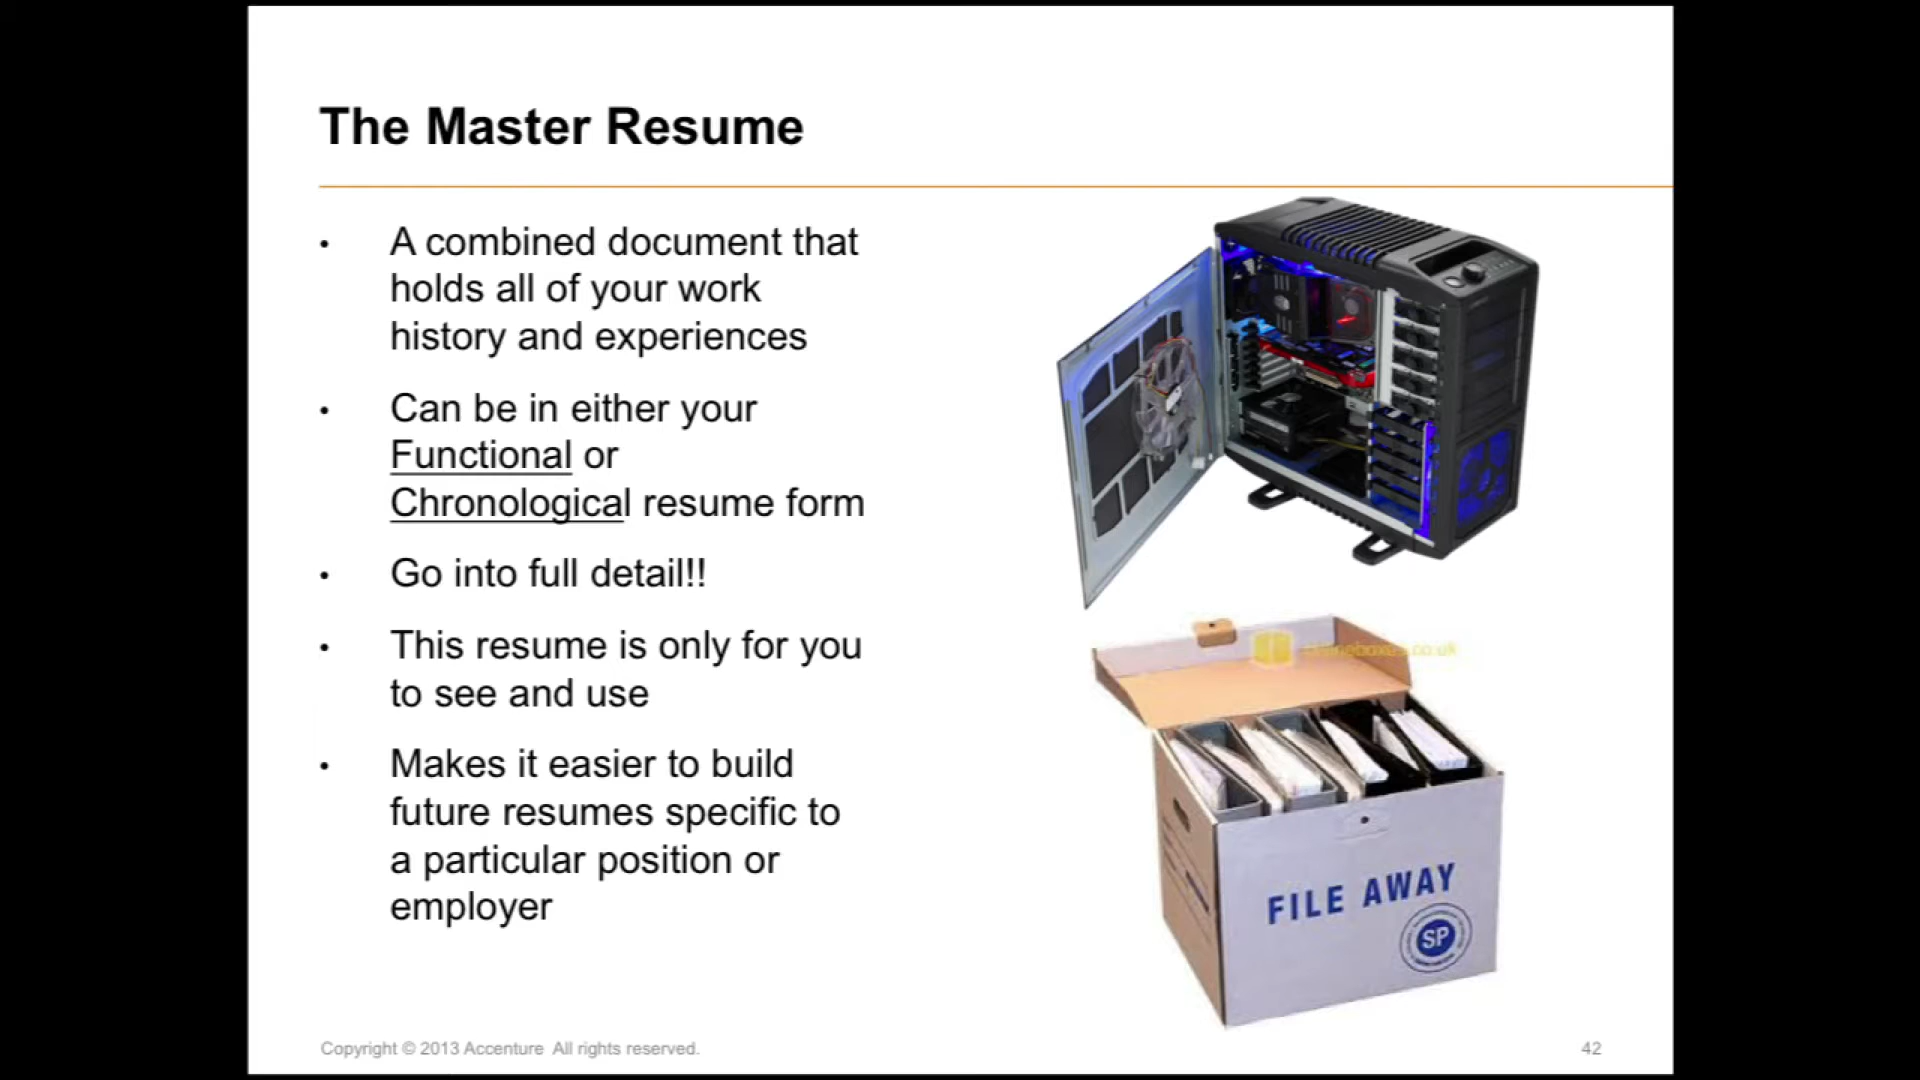 The Master Resume
• A combined document that
holds all of your work
history and experiences
• Can be in either your
Functional or
Chronological resume form
• Go into full detail!!
• This resume is only for you
to see and use
• Makes it easier to build
future resumes specific to
a particular position or
employer
FILE AWAY
SP
Copyright © 2013 Accenture All rights reserved.
42